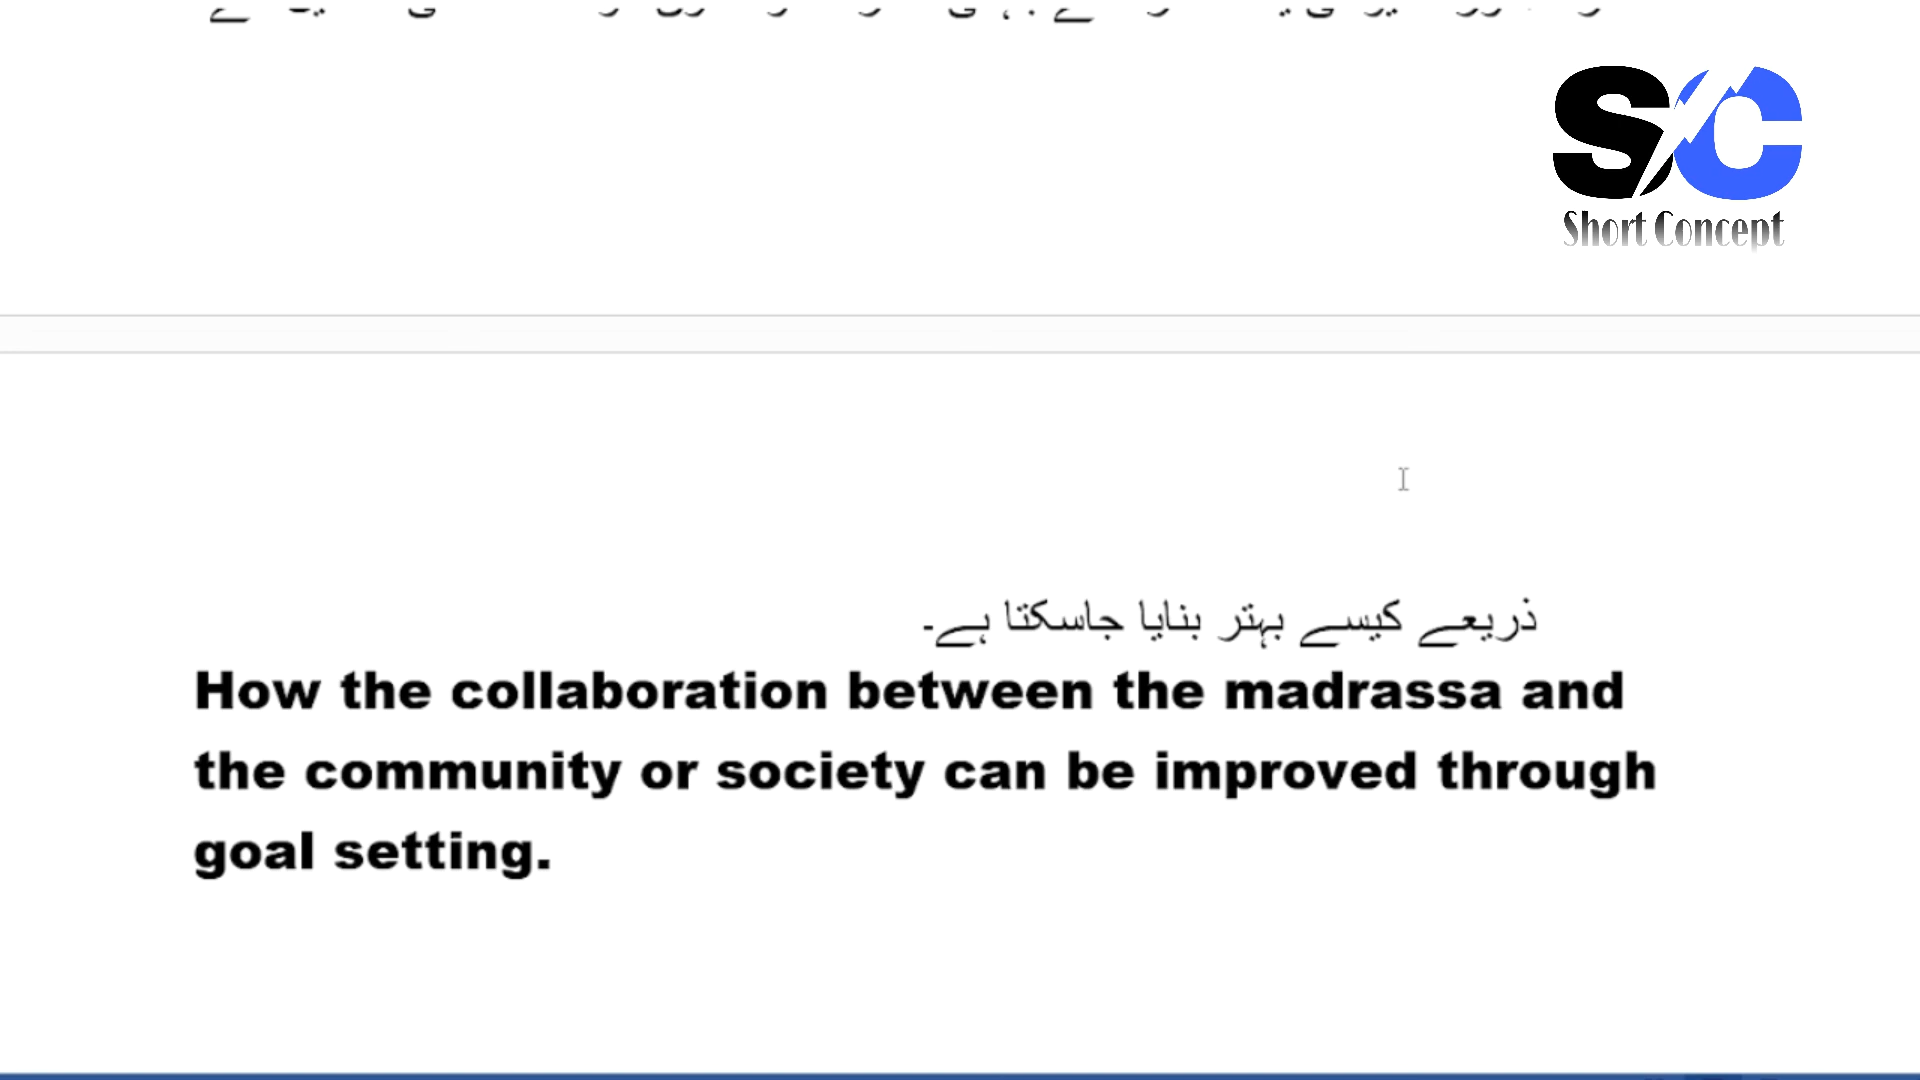 SC
Short Concept
ذریعے کیسے بہتر بنایا جاسکتا ہے۔
How the collaboration between the madrassa and
the community or society can be improved through
goal setting.